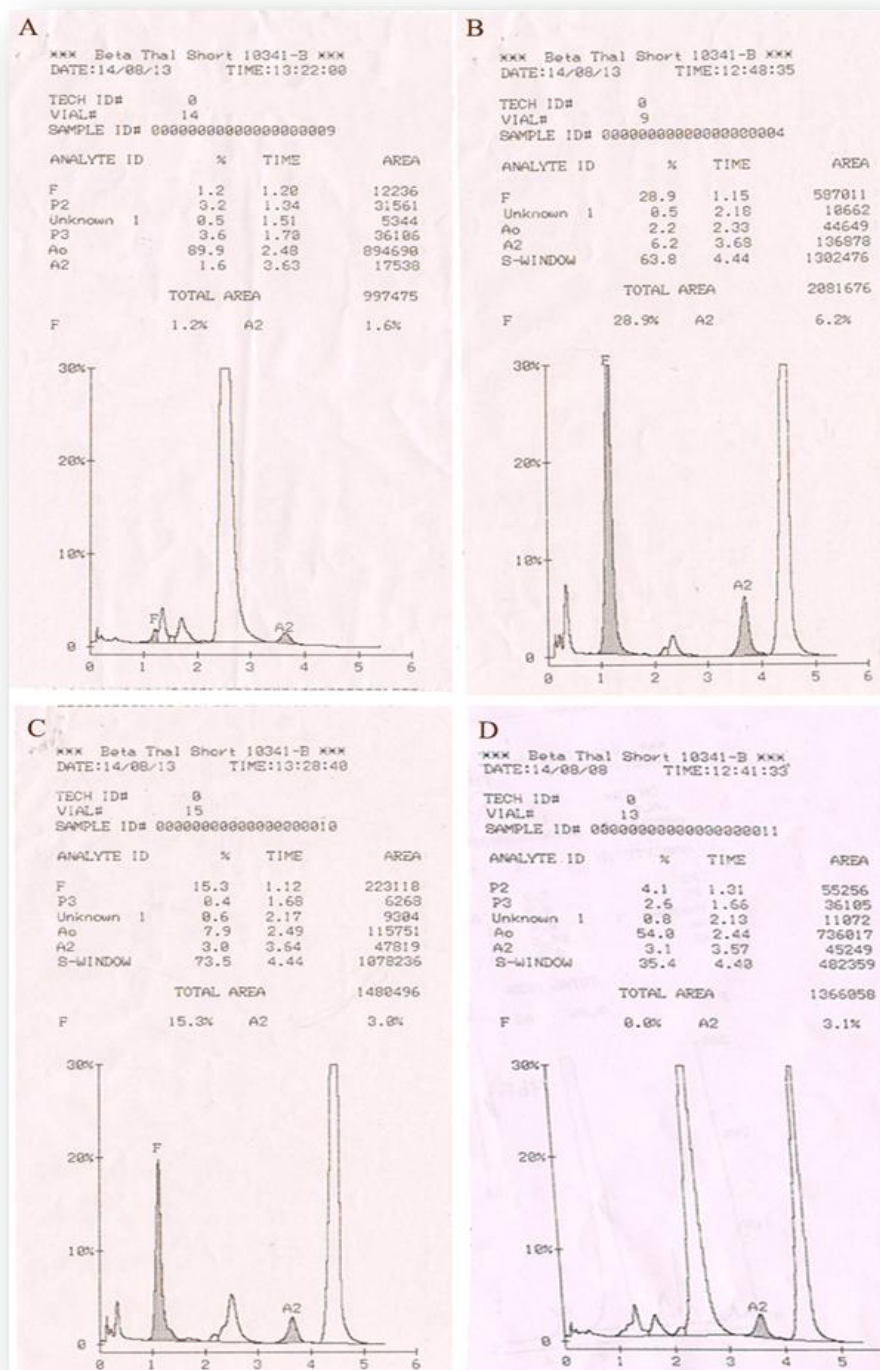 A
*** Beta Thal Short 10341-B ***
DATE:14/08/13 TIME:13:22:00
TECH ID# 0
VIAL# 14
SAMPLE ID# 00000000000000000009
ANALYTE ID % TIME AREA
F 1.2 1.20 12236
P2 3.2 1.34 31561
Unknown 1 0.5 1.51 5344
P3 3.6 1.70 36106
Ao 89.9 2.48 894690
A2 1.6 3.63 17538
TOTAL AREA 997475
F 1.2% A2 1.6%
30%
20%
10%
0
F
A2
0 1 2 3 4 5 6
B
*** Beta Thal Short 10341-B ***
DATE:14/08/13 TIME:12:48:35
TECH ID# 0
VIAL# 9
SAMPLE ID# 00000000000000000004
ANALYTE ID % TIME AREA
F 28.9 1.15 587011
Unknown 1 0.5 2.18 10662
Ao 2.2 2.33 44649
A2 6.2 3.68 136878
S-WINDOW 63.8 4.44 1302476
TOTAL AREA 2081676
F 28.9% A2 6.2%
30%
20%
10%
0
F
A2
0 1 2 3 4 5 6
C
*** Beta Thal Short 10341-B ***
DATE:14/08/13 TIME:13:28:40
TECH ID# 0
VIAL# 15
SAMPLE ID# 00000000000000000010
ANALYTE ID % TIME AREA
F 15.3 1.12 223118
P3 0.4 1.68 6268
Unknown 1 0.6 2.17 9304
Ao 7.9 2.49 115751
A2 3.0 3.64 47819
S-WINDOW 73.5 4.44 1078236
TOTAL AREA 1480496
F 15.3% A2 3.0%
30%
20%
10%
0
F
A2
0 1 2 3 4 5 6
D
*** Beta Thal Short 10341-B ***
DATE:14/08/08 TIME:12:41:33
TECH ID# 0
VIAL# 13
SAMPLE ID# 00000000000000000011
ANALYTE ID % TIME AREA
P2 4.1 1.31 55256
P3 2.6 1.66 36105
Unknown 1 0.8 2.13 11072
Ao 54.0 2.44 736017
A2 3.1 3.57 45249
S-WINDOW 35.4 4.40 482359
TOTAL AREA 1366058
F 0.0% A2 3.1%
30%
20%
10%
0
A2
0 1 2 3 4 5 6